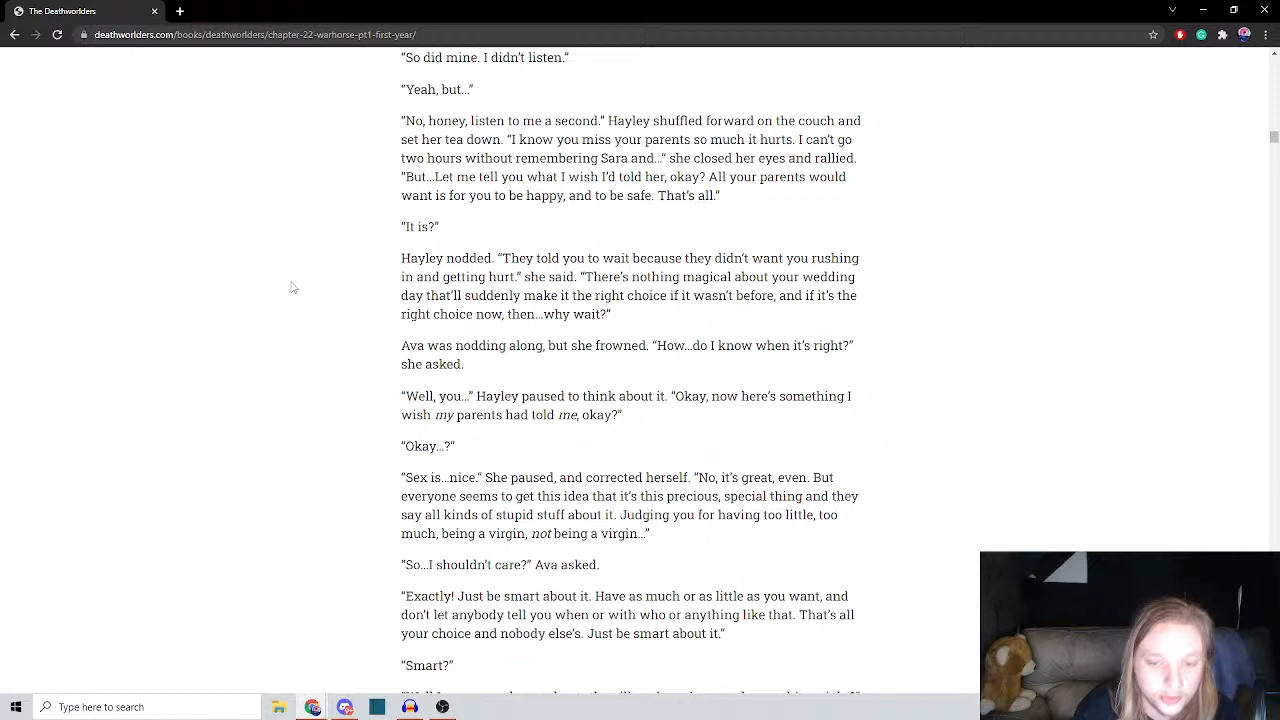 The Deathworlders
deathworlders.com/books/deathworlders/chapter-22-warhorse-pt1-first-year/
“So did mine. I didn’t listen.”
“Yeah, but…”
“No, honey, listen to me a second.” Hayley shuffled forward on the couch and
set her tea down. “I know you miss your parents so much it hurts. I can’t go
two hours without remembering Sara and…” she closed her eyes and rallied.
“But…Let me tell you what I wish I’d told her, okay? All your parents would
want is for you to be happy, and to be safe. That’s all.”
“It is?”
Hayley nodded. “They told you to wait because they didn’t want you rushing
in and getting hurt.” she said. “There’s nothing magical about your wedding
day that’ll suddenly make it the right choice if it wasn’t before, and if it’s the
right choice now, then…why wait?”
Ava was nodding along, but she frowned. “How…do I know when it’s right?”
she asked.
“Well, you…” Hayley paused to think about it. “Okay, now here’s something I
wish my parents had told me, okay?”
“Okay…?”
“Sex is…nice.” She paused, and corrected herself. “No, it’s great, even. But
everyone seems to get this idea that it’s this precious, special thing and they
say all kinds of stupid stuff about it. Judging you for having too little, too
much, being a virgin, not being a virgin…”
“So…I shouldn’t care?” Ava asked.
“Exactly! Just be smart about it. Have as much or as little as you want, and
don’t let anybody tell you when or with who or anything like that. That’s all
your choice and nobody else’s. Just be smart about it.”
“Smart?”
Type here to search